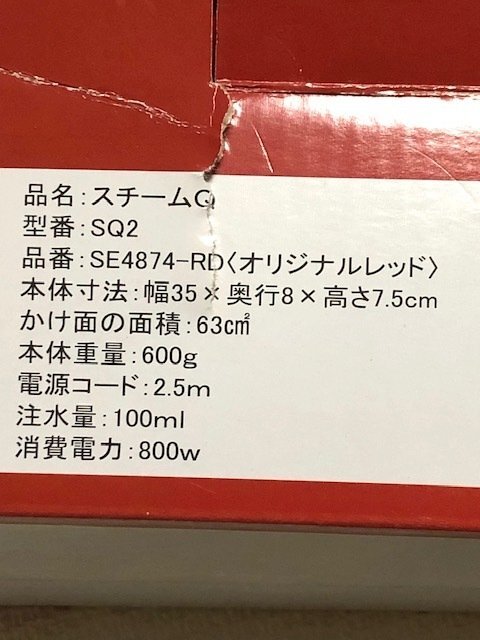 品名:スチームQ
型番:SQ2
品番:SE4874-RD〈オリジナルレッド〉
本体寸法:幅35×奥行8×高さ7.5cm
かけ面の面積:63㎠
本体重量:600g
電源コード:2.5m
注水量:100ml
消費電力:800w